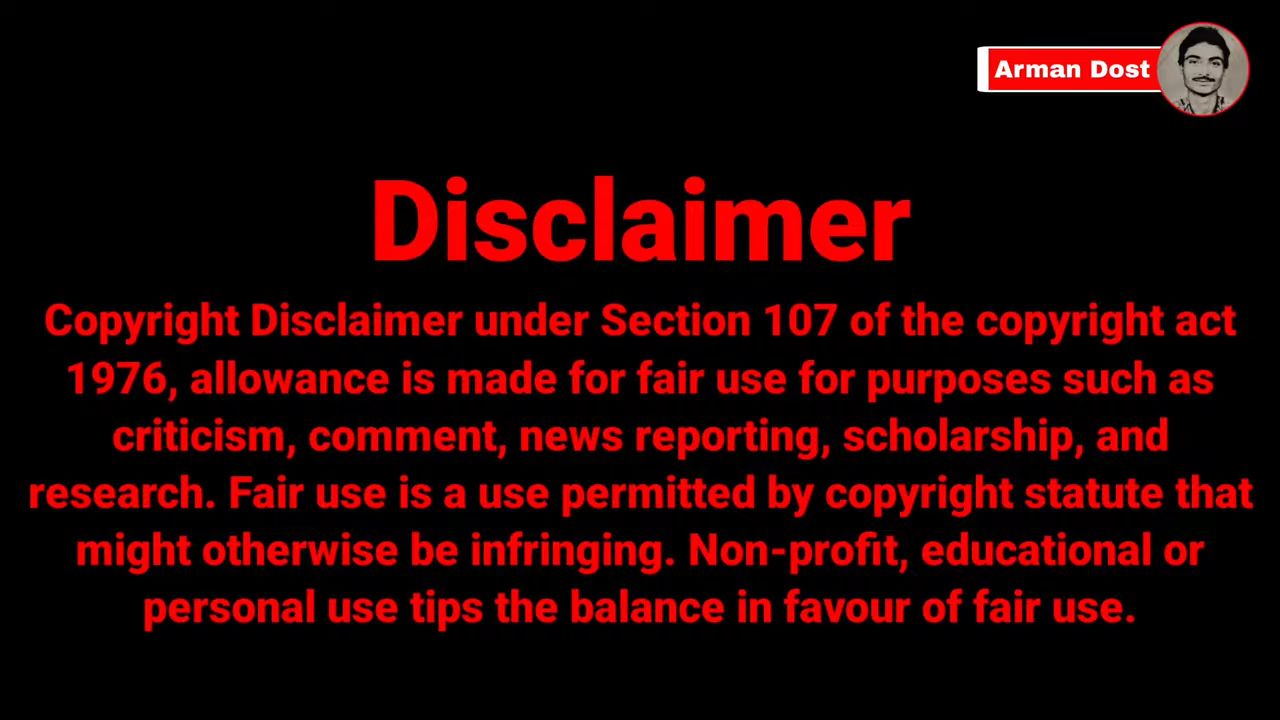 Arman Dost
Disclaimer
Copyright Disclaimer under Section 107 of the copyright act
1976, allowance is made for fair use for purposes such as
criticism, comment, news reporting, scholarship, and
research. Fair use is a use permitted by copyright statute that
might otherwise be infringing. Non-profit, educational or
personal use tips the balance in favour of fair use.